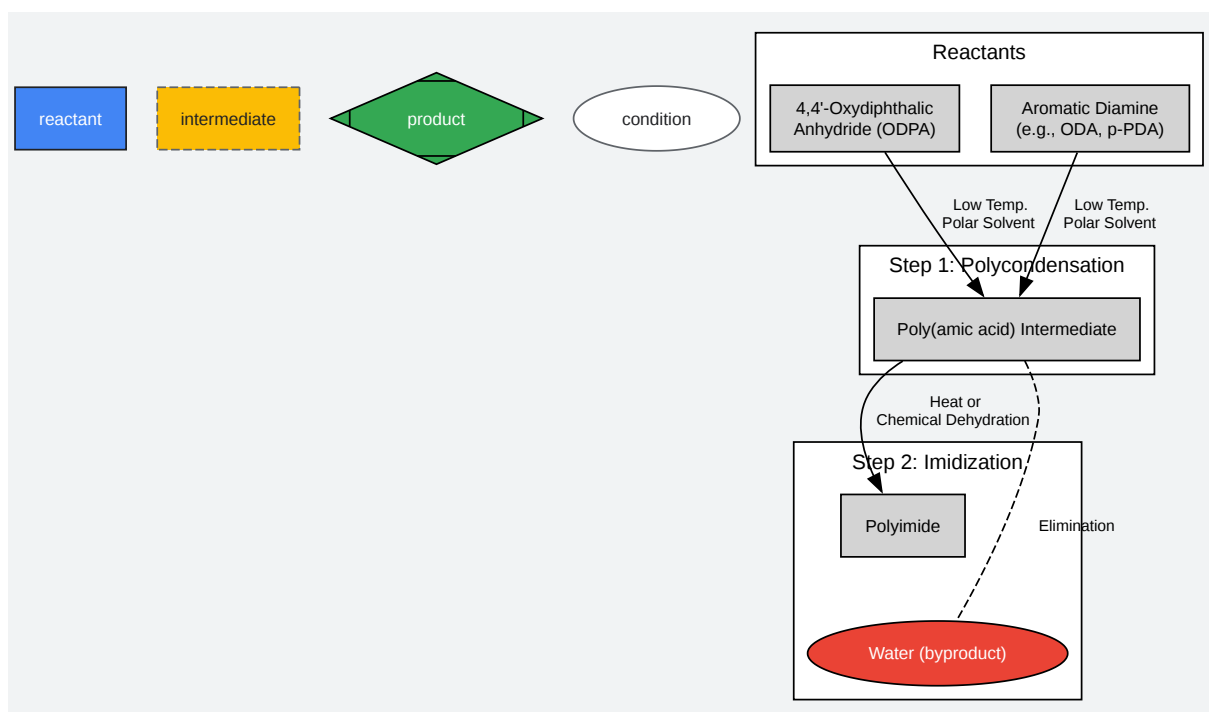 reactant
intermediate
product
condition
Reactants
4,4'-Oxydiphthalic
Anhydride (ODPA)
Aromatic Diamine
(e.g., ODA, p-PDA)
Low Temp.
Polar Solvent
Low Temp.
Polar Solvent
Step 1: Polycondensation
Poly(amic acid) Intermediate
Heat or
Chemical Dehydration
Step 2: Imidization
Polyimide
Elimination
Water (byproduct)